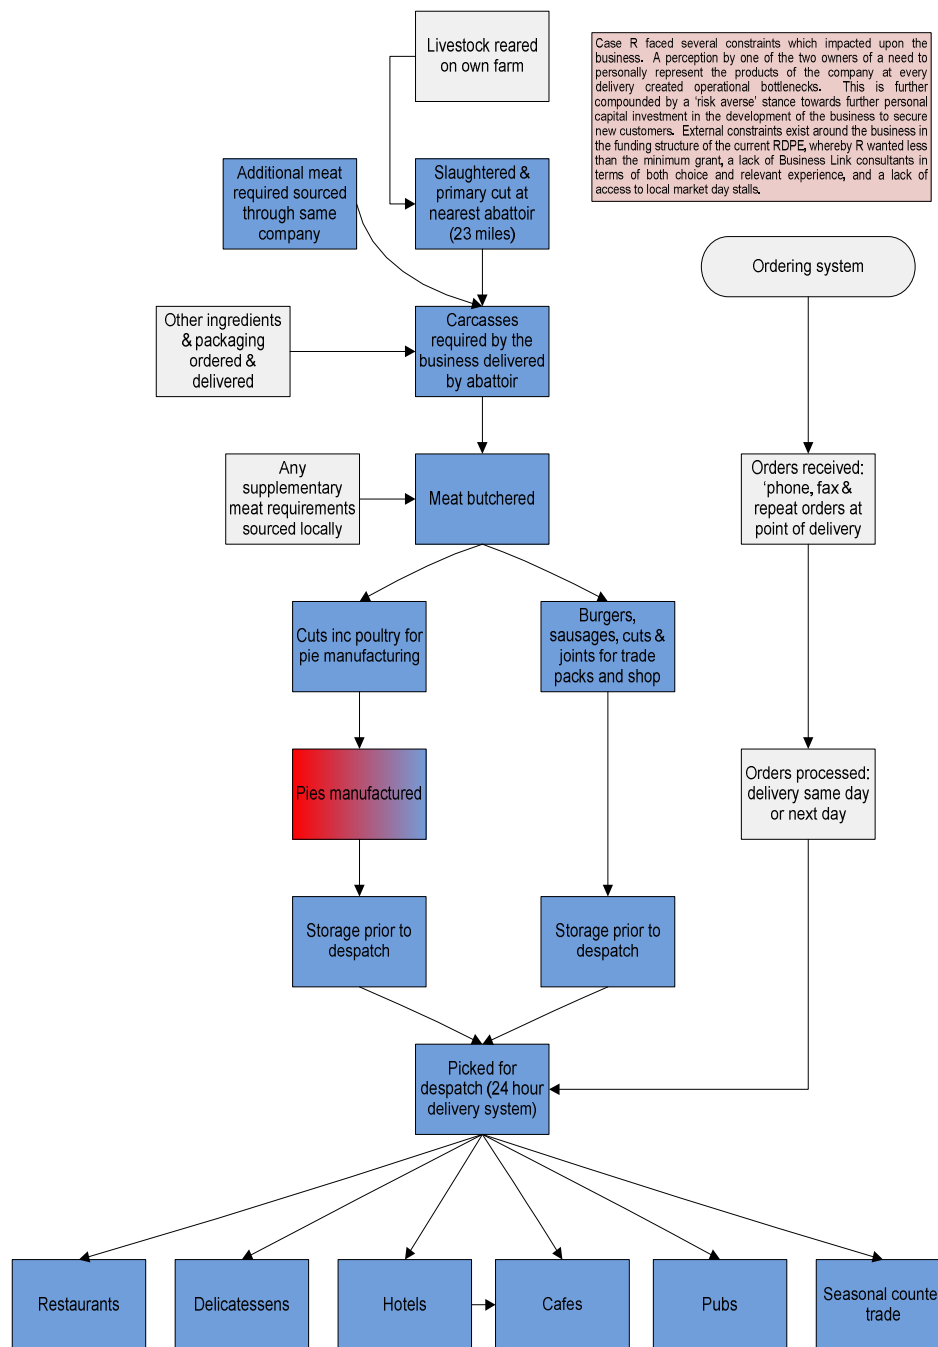 Livestock reared
on own farm
Case R faced several constraints which impacted upon the
business. A perception by one of the two owners of a need to
personally represent the products of the company at every
delivery created operational bottlenecks. This is further
compounded by a 'risk averse' stance towards further personal
capital investment in the development of the business to secure
new customers. External constraints exist around the business in
the funding structure of the current RDPE, whereby R wanted less
than the minimum grant, a lack of Business Link consultants in
terms of both choice and relevant experience, and a lack of
access to local market day stalls.
Additional meat
required sourced
through same
company
Slaughtered &
primary cut at
nearest abattoir
(23 miles)
Ordering system
Other ingredients
& packaging
ordered &
delivered
Carcasses
required by the
business delivered
by abattoir
Any
supplementary
meat requirements
sourced locally
Meat butchered
Orders received:
'phone, fax &
repeat orders at
point of delivery
Cuts inc poultry for
pie manufacturing
Burgers,
sausages, cuts &
joints for trade
packs and shop
Pies manufactured
Orders processed:
delivery same day
or next day
Storage prior to
despatch
Storage prior to
despatch
Picked for
despatch (24 hour
delivery system)
Restaurants
Delicatessens
Hotels
Cafes
Pubs
Seasonal counte
trade